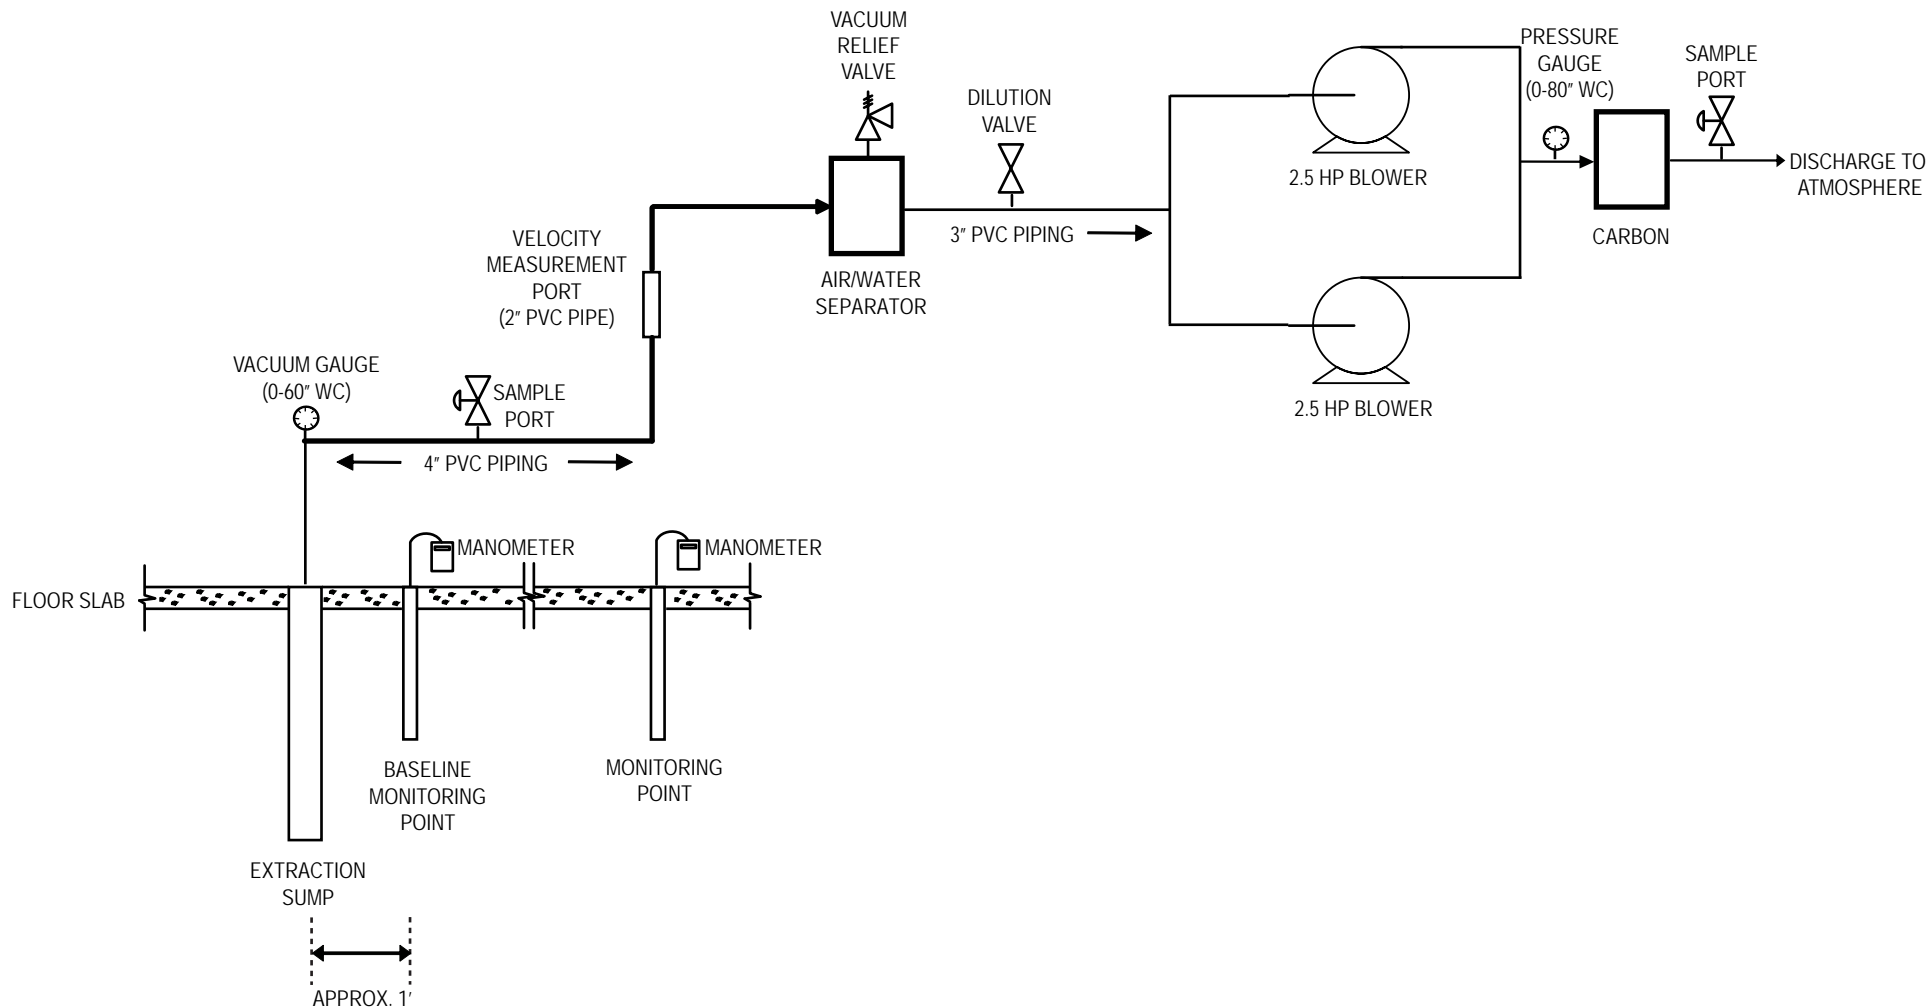 VACUUM
RELIEF
VALVE
DILUTION
VALVE
PRESSURE
GAUGE
(0-80" WC)
SAMPLE
PORT
2.5 HP BLOWER
DISCHARGE TO
ATMOSPHERE
CARBON
3" PVC PIPING
VELOCITY
MEASUREMENT
PORT
(2" PVC PIPE)
AIR/WATER
SEPARATOR
2.5 HP BLOWER
VACUUM GAUGE
(0-60" WC)
SAMPLE
PORT
4" PVC PIPING
MANOMETER
MANOMETER
FLOOR SLAB
BASELINE
MONITORING
POINT
MONITORING
POINT
EXTRACTION
SUMP
APPROX. 1'